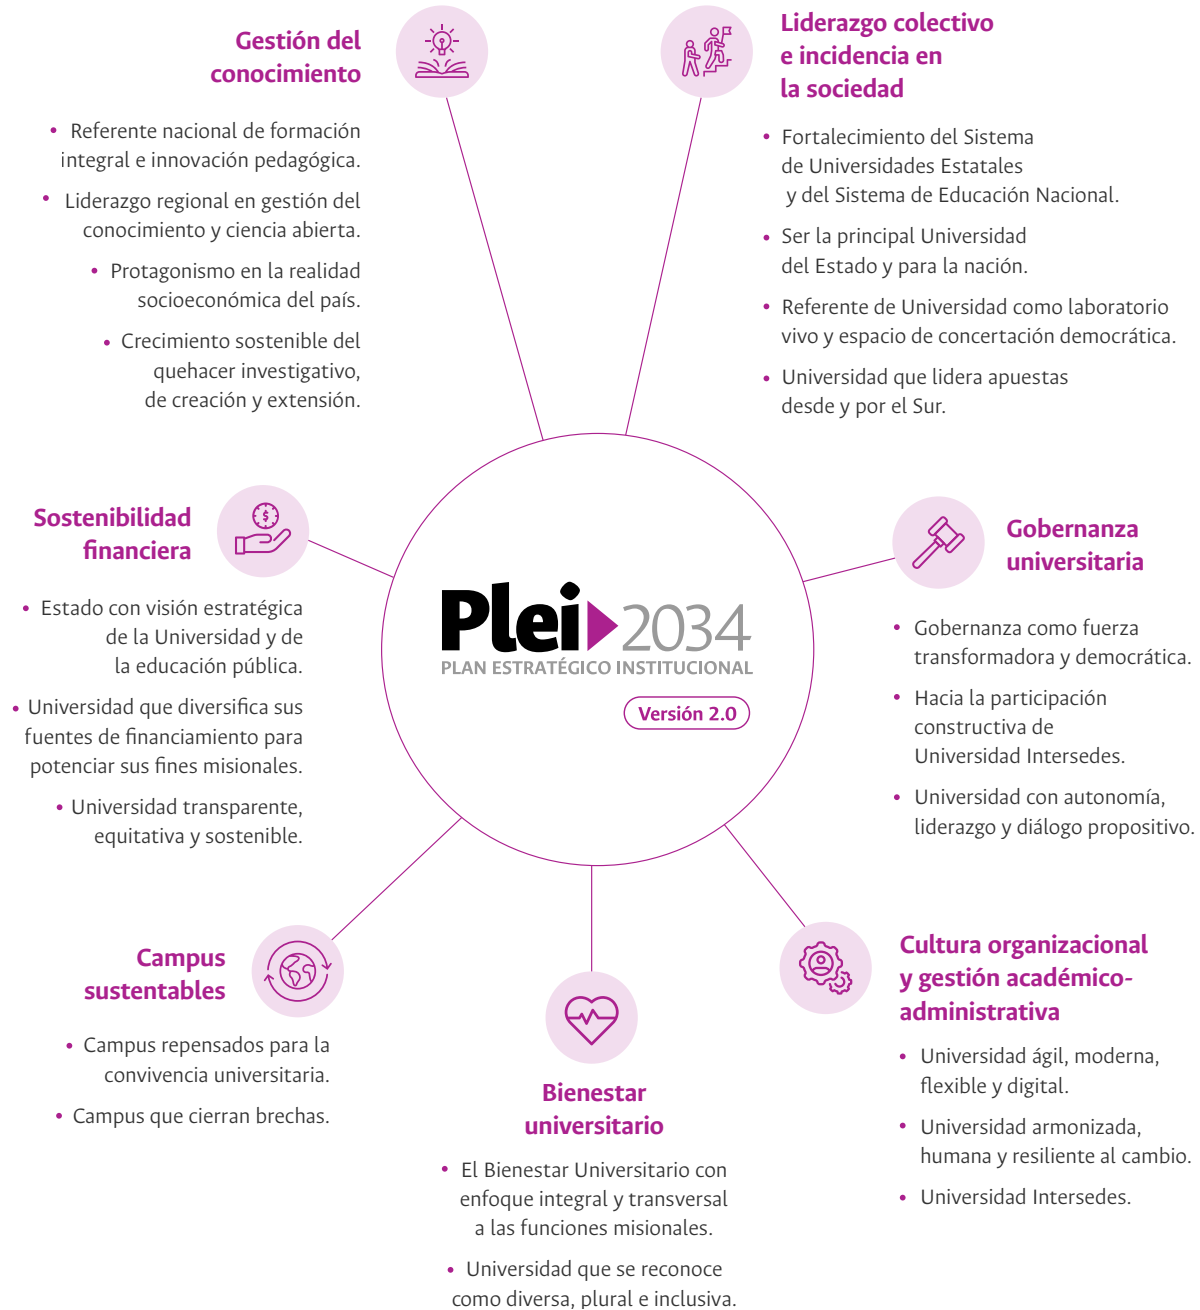 Gestión del
conocimiento
• Referente nacional de formación
integral e innovación pedagógica.
• Liderazgo regional en gestión del
conocimiento y ciencia abierta.
• Protagonismo en la realidad
socioeconómica del país.
• Crecimiento sostenible del
quehacer investigativo,
de creación y extensión.
Liderazgo colectivo
e incidencia en
la sociedad
• Fortalecimiento del Sistema
de Universidades Estatales
y del Sistema de Educación Nacional.
• Ser la principal Universidad
del Estado y para la nación.
• Referente de Universidad como laboratorio
vivo y espacio de concertación democrática.
• Universidad que lidera apuestas
desde y por el Sur.
Sostenibilidad
financiera
• Estado con visión estratégica
de la Universidad y de
la educación pública.
• Universidad que diversifica sus
fuentes de financiamiento para
potenciar sus fines misionales.
• Universidad transparente,
equitativa y sostenible.
Plei 2034
PLAN ESTRATÉGICO INSTITUCIONAL
Versión 2.0
Gobernanza
universitaria
• Gobernanza como fuerza
transformadora y democrática.
• Hacia la participación
constructiva de
Universidad Intersedes.
• Universidad con autonomía,
liderazgo y diálogo propositivo.
Campus
sustentables
• Campus repensados para la
convivencia universitaria.
• Campus que cierran brechas.
Bienestar
universitario
• El Bienestar Universitario con
enfoque integral y transversal
a las funciones misionales.
• Universidad que se reconoce
como diversa, plural e inclusiva.
Cultura organizacional
y gestión académico-
administrativa
• Universidad ágil, moderna,
flexible y digital.
• Universidad armonizada,
humana y resiliente al cambio.
• Universidad Intersedes.